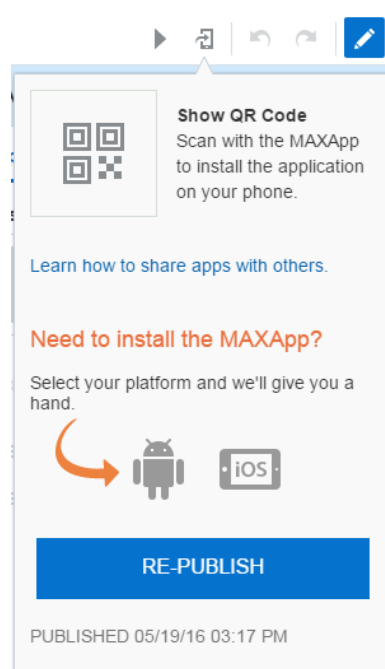 Show QR Code
Scan with the MAXApp
to install the application
on your phone.
Learn how to share apps with others.
Need to install the MAXApp?
Select your platform and we'll give you a
hand.
iOS
RE-PUBLISH
PUBLISHED 05/19/16 03:17 PM